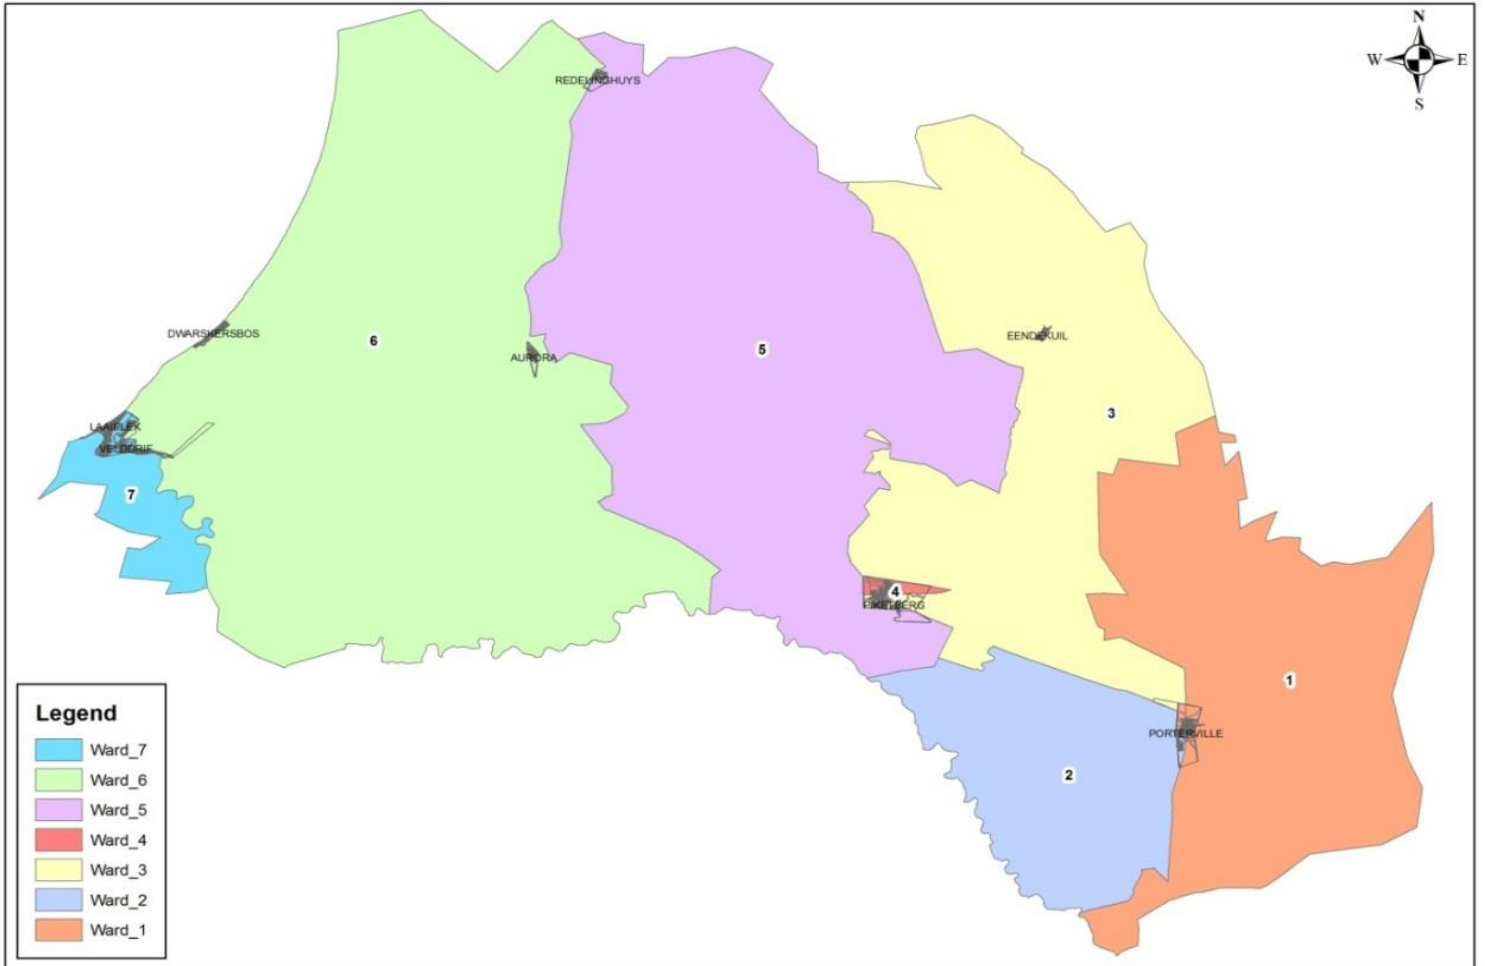 N
W E
S
REDELINGHUYS
DWARSKERSBOS
6
5
EENDEKUIL
AURORA
3
LAAIPLEK
VELDDRIF
7
4
PIKETBERG
1
PORTERVILLE
2
Legend
Ward_7
Ward_6
Ward_5
Ward_4
Ward_3
Ward_2
Ward_1